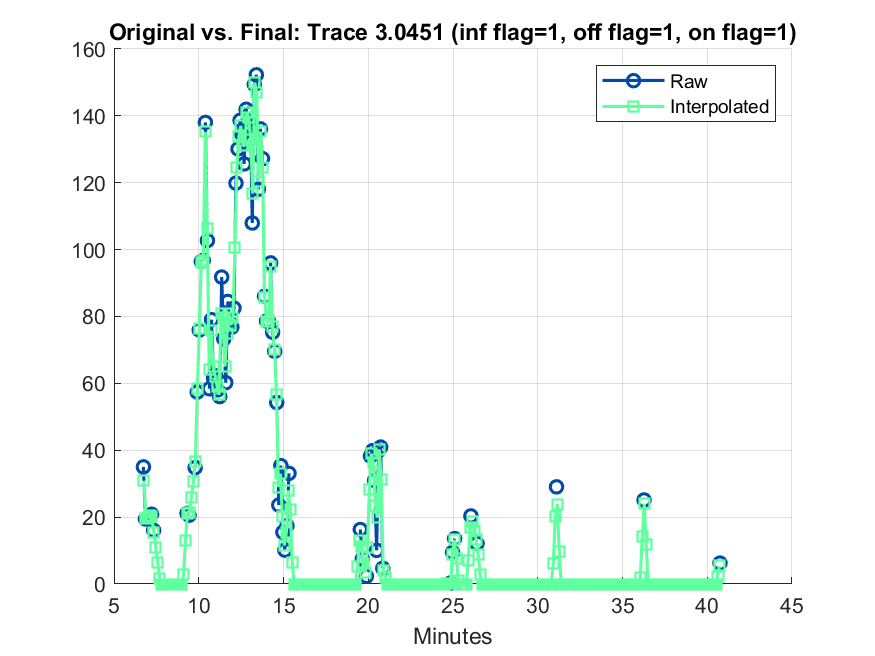 Original vs. Final: Trace 3.0451 (inf flag=1, off flag=1, on flag=1)
160
140
120
100
80
60
40
20
0
Raw
Interpolated
5 10 15 20 25 30 35 40 45
Minutes